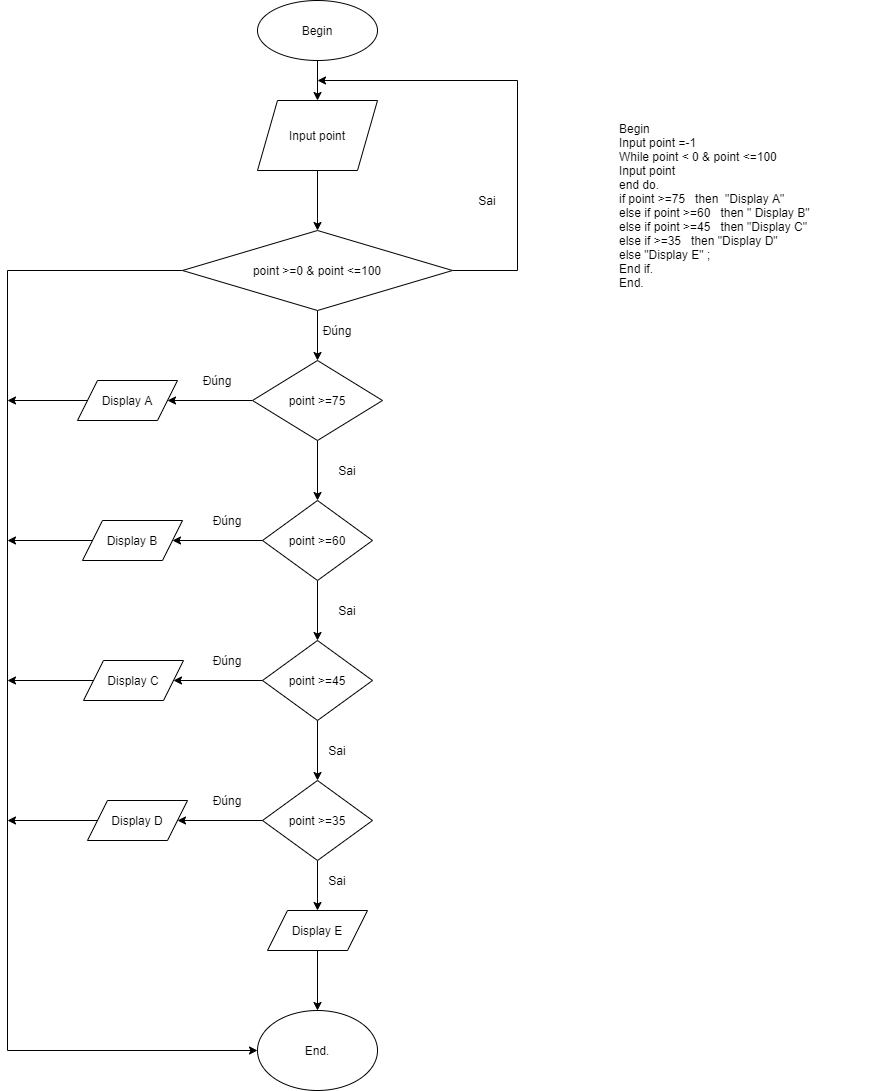 Begin
Input point
Sai
point >=0 & point <=100
Đúng
point >=75
Đúng
Display A
Sai
point >=60
Đúng
Display B
Sai
point >=45
Đúng
Display C
Sai
point >=35
Đúng
Display D
Sai
Display E
End.
Begin
Input point =-1
While point < 0 & point <=100
Input point
end do.
if point >=75 then "Display A"
else if point >=60 then " Display B"
else if point >=45 then "Display C"
else if >=35 then "Display D"
else "Display E" ;
End if.
End.